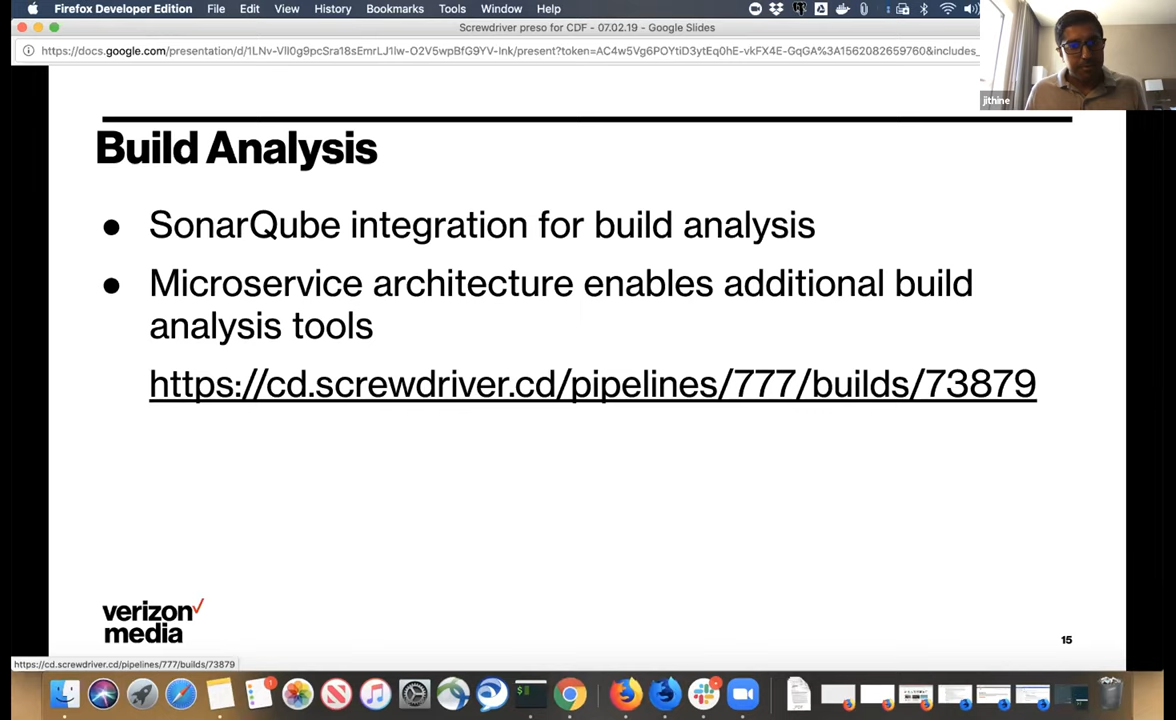 Firefox Developer Edition File Edit View History Bookmarks Tools Window Help
Screwdriver preso for CDF - 07.02.19 - Google Slides
jithine
Build Analysis
● SonarQube integration for build analysis
● Microservice architecture enables additional build
analysis tools
https://cd.screwdriver.cd/pipelines/777/builds/73879
verizon✓
media
15
https://cd.screwdriver.cd/pipelines/777/builds/73879